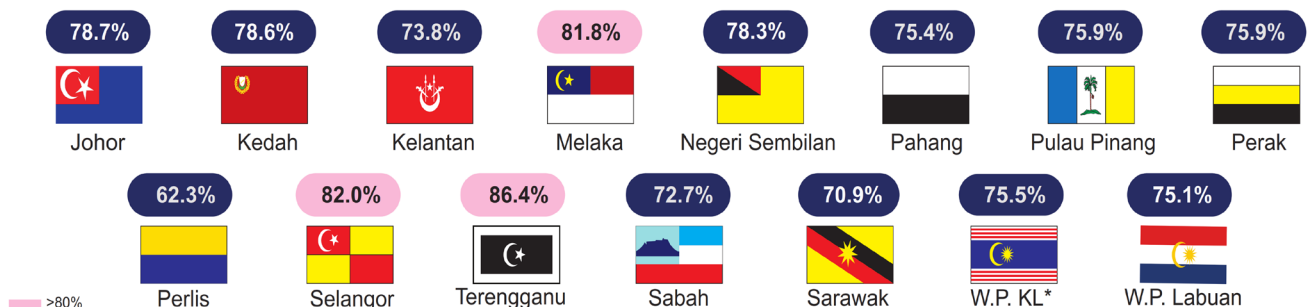 78.7% 78.6% 73.8% 81.8% 78.3% 75.4% 75.9% 75.9%
Johor Kedah Kelantan Melaka Negeri Sembilan Pahang Pulau Pinang Perak
62.3% 82.0% 86.4% 72.7% 70.9% 75.5% 75.1%
Perlis Selangor Terengganu Sabah Sarawak W.P. KL* W.P. Labuan
>80%